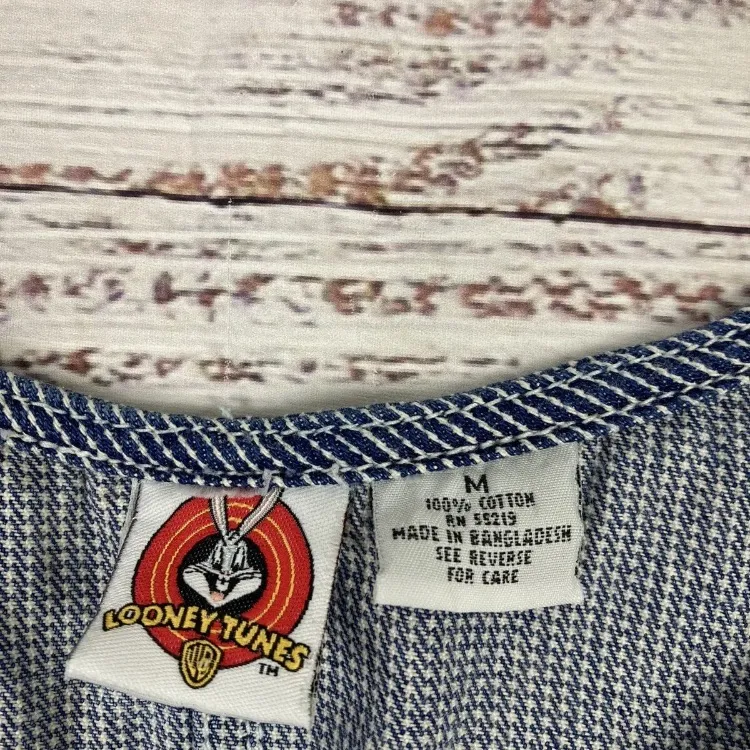 LOONEY TUNES
WB
TM
M
100% COTTON
RN 55219
MADE IN BANGLADESH
SEE REVERSE
FOR CARE